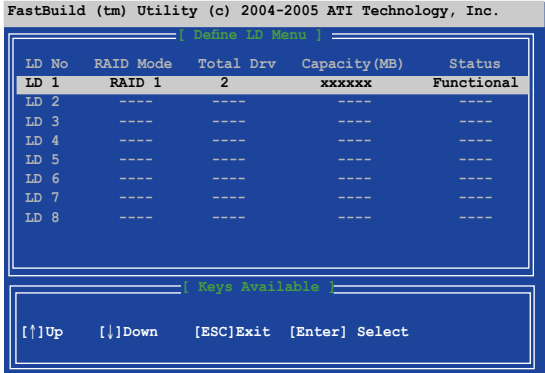 FastBuild (tm) Utility (c) 2004-2005 ATI Technology, Inc.
[ Define LD Menu ]
LD No RAID Mode Total Drv Capacity(MB) Status
LD 1 RAID 1 2 xxxxxx Functional
LD 2 ---- ---- ---- ----
LD 3 ---- ---- ---- ----
LD 4 ---- ---- ---- ----
LD 5 ---- ---- ---- ----
LD 6 ---- ---- ---- ----
LD 7 ---- ---- ---- ----
LD 8 ---- ---- ---- ----
[ Keys Available ]
[↑]Up [↓]Down [ESC]Exit [Enter] Select